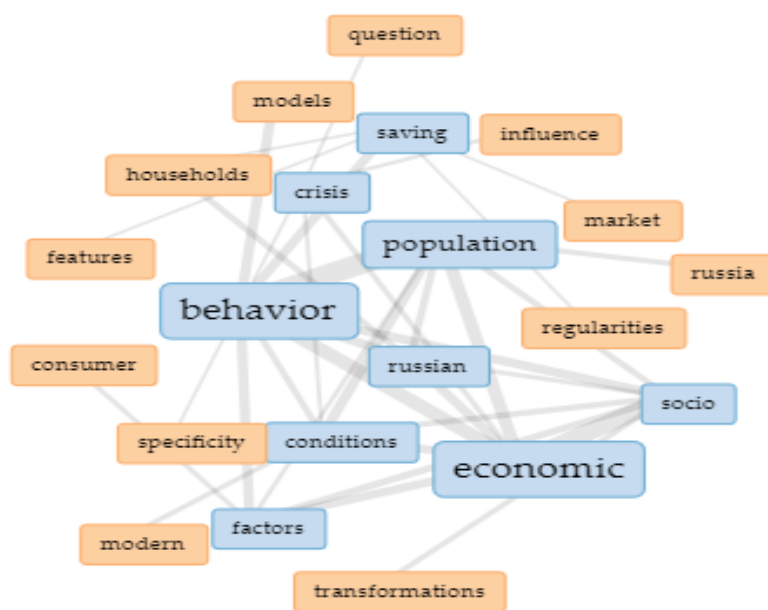 question
models
saving
influence
households
crisis
market
population
features
russia
behavior
regularities
consumer
russian
socio
specificity
conditions
economic
factors
modern
transformations